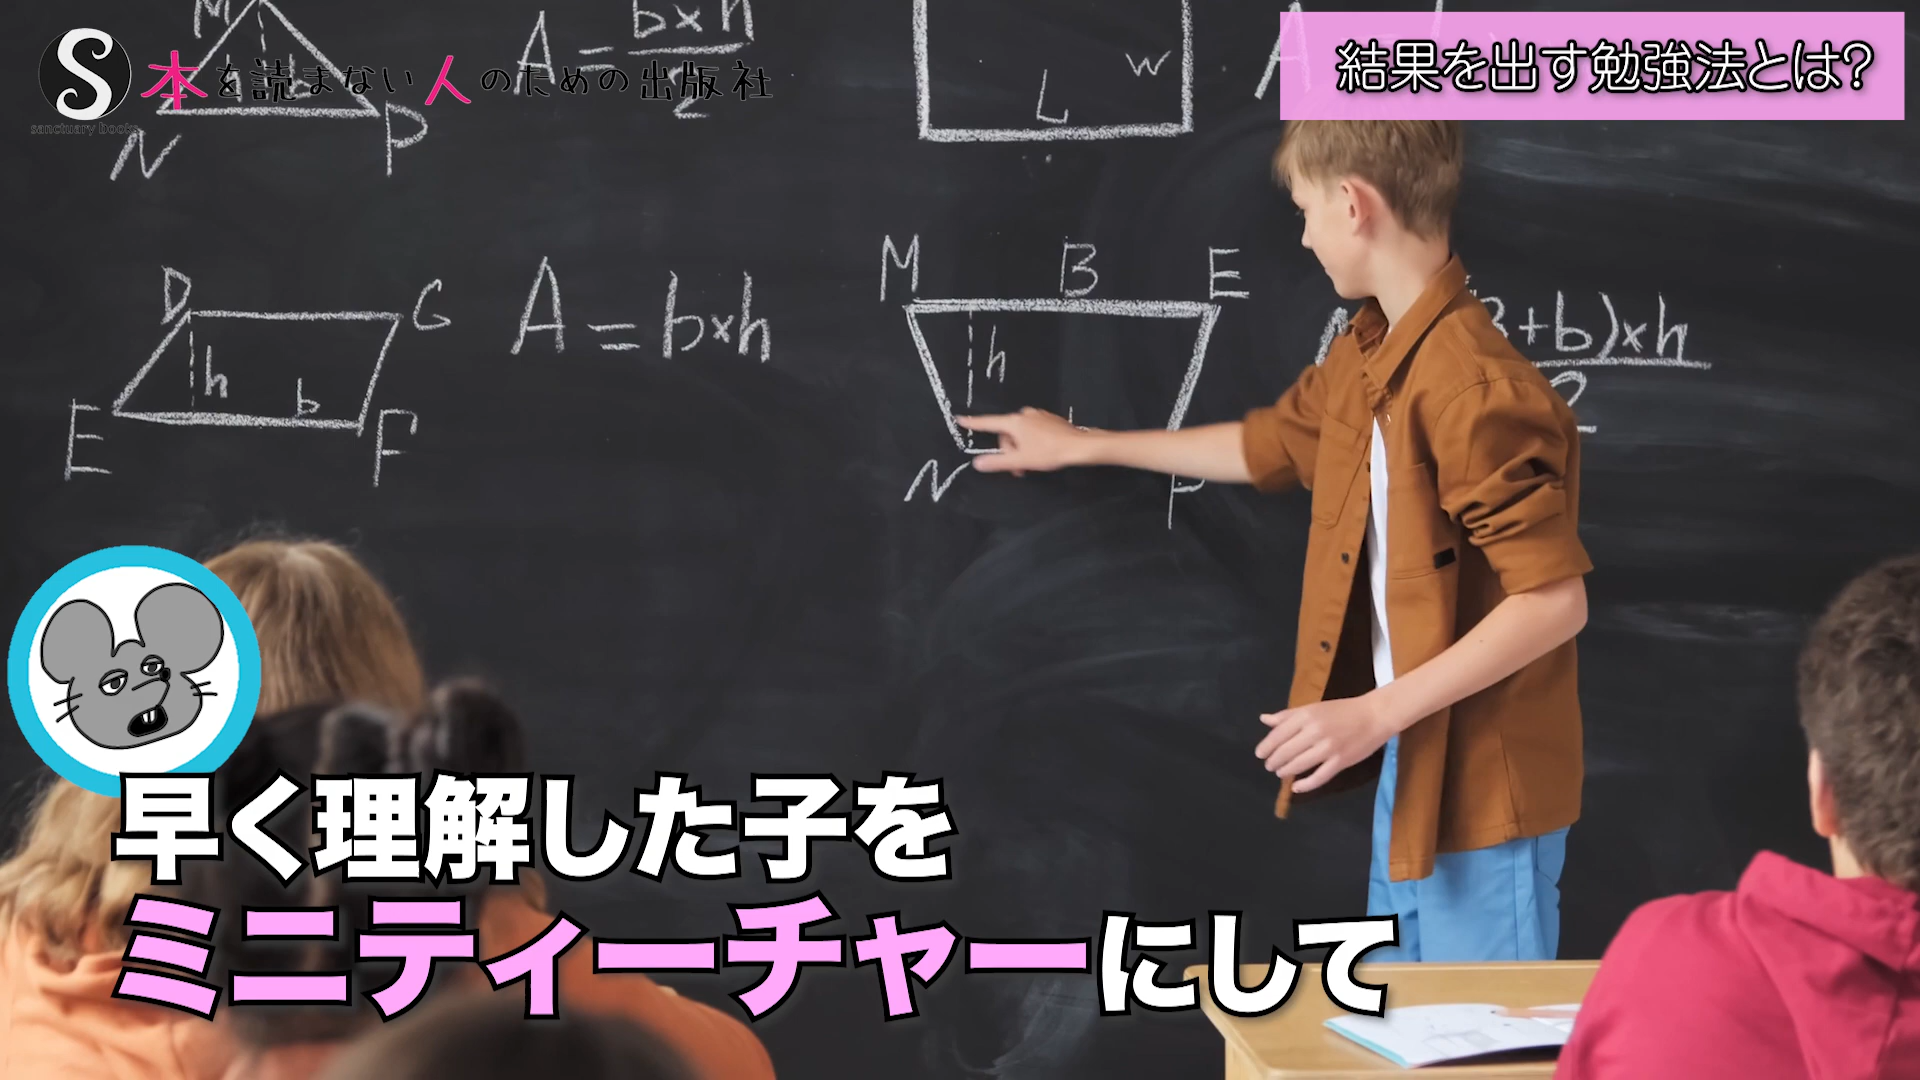 本を読まない人のための出版社
sanctuary books
結果を出す勉強法とは?
M
N
P
A = b×h
2
L
w
A
D
G
h
b
E
F
A = b×h
M
B
E
h
N
P
+b)×h
2
早く理解した子を
ミニティーチャーにして